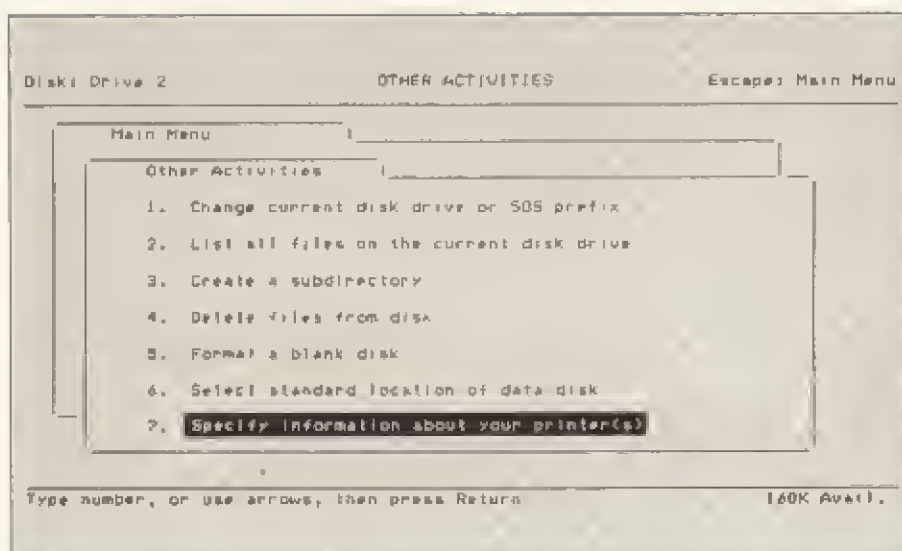 Disk: Drive 2 OTHER ACTIVITIES Escape: Main Menu
Main Menu
Other Activities
1. Change current disk drive or SOS prefix
2. List all files on the current disk drive
3. Create a subdirectory
4. Delete files from disk
5. Format a blank disk
6. Select standard location of data disk
7. Specify information about your printer(s)
Type number, or use arrows, then press Return 160K Avail.